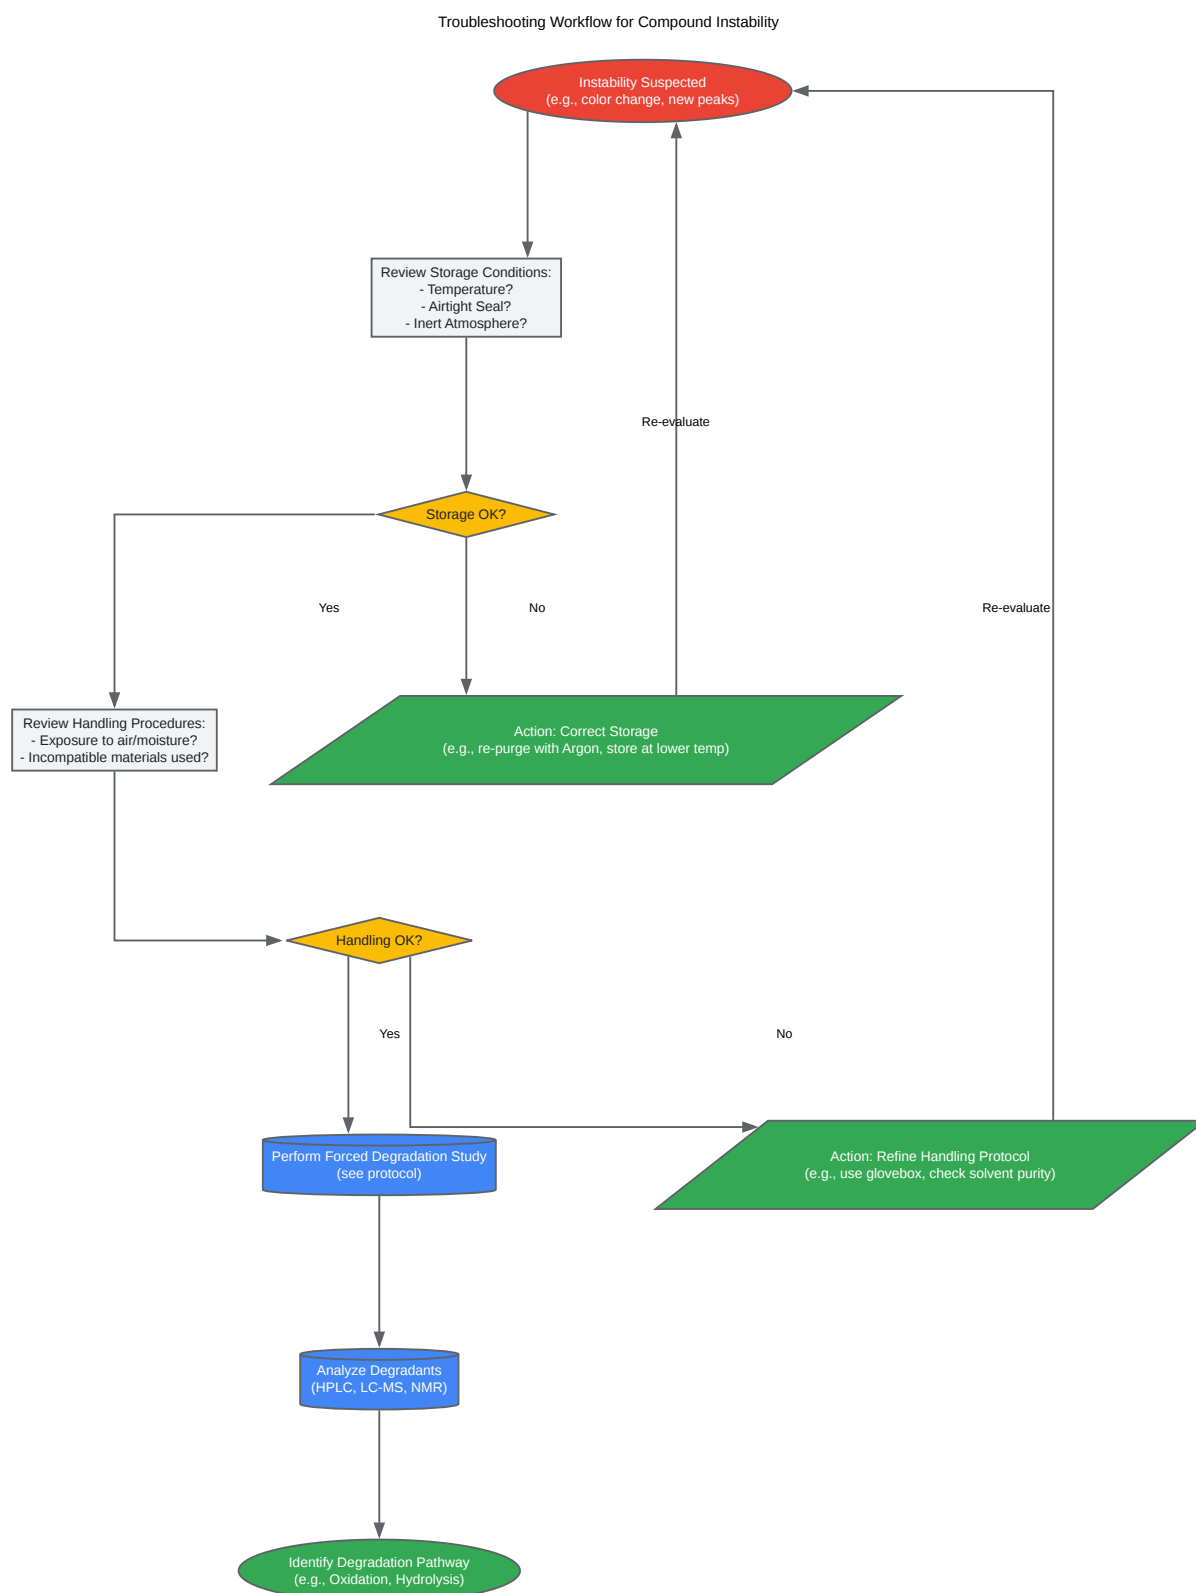 Troubleshooting Workflow for Compound Instability
Instability Suspected
(e.g., color change, new peaks)
Review Storage Conditions:
- Temperature?
- Airtight Seal?
- Inert Atmosphere?
Re-evaluate
Storage OK?
Yes
No
Re-evaluate
Review Handling Procedures:
- Exposure to air/moisture?
- Incompatible materials used?
Action: Correct Storage
(e.g., re-purge with Argon, store at lower temp)
Handling OK?
Yes
No
Perform Forced Degradation Study
(see protocol)
Action: Refine Handling Protocol
(e.g., use glovebox, check solvent purity)
Analyze Degradants
(HPLC, LC-MS, NMR)
Identify Degradation Pathway
(e.g., Oxidation, Hydrolysis)